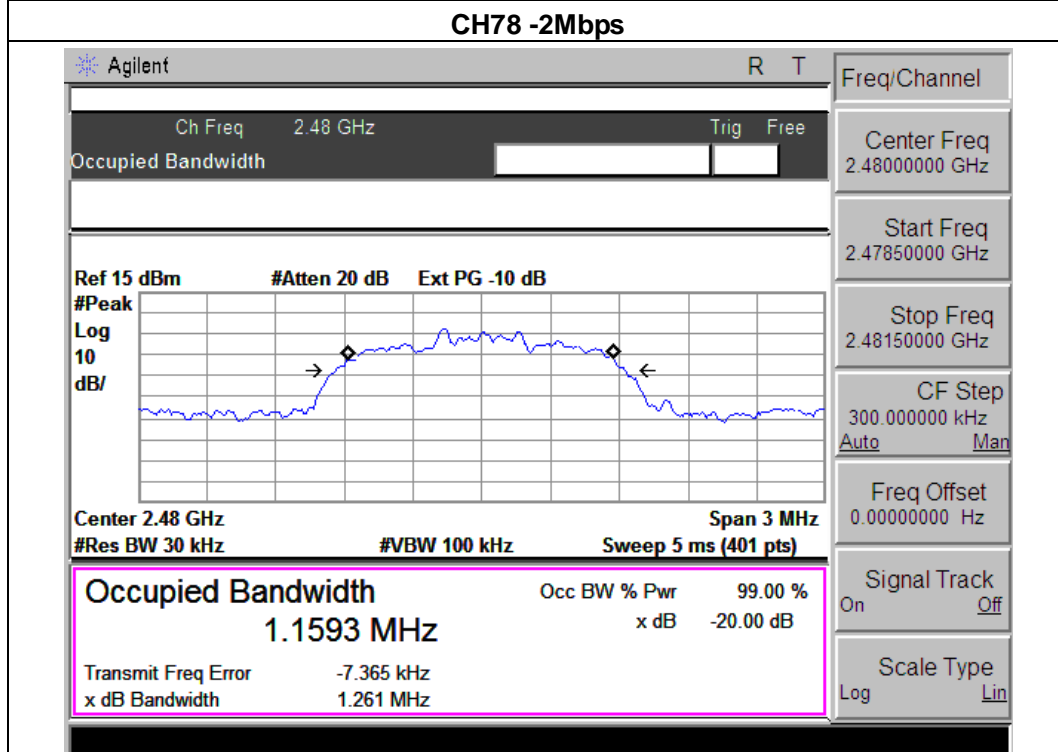 CH78 -2Mbps
Agilent R T
Ch Freq 2.48 GHz Trig Free
Occupied Bandwidth
Ref 15 dBm #Atten 20 dB Ext PG -10 dB
#Peak
Log
10
dB/
Center 2.48 GHz Span 3 MHz
#Res BW 30 kHz #VBW 100 kHz Sweep 5 ms (401 pts)
Occupied Bandwidth Occ BW % Pwr 99.00 %
1.1593 MHz x dB -20.00 dB
Transmit Freq Error -7.365 kHz
x dB Bandwidth 1.261 MHz
Freq/Channel
Center Freq
2.48000000 GHz
Start Freq
2.47850000 GHz
Stop Freq
2.48150000 GHz
CF Step
300.000000 kHz
Auto Man
Freq Offset
0.00000000 Hz
Signal Track
On Off
Scale Type
Log Lin